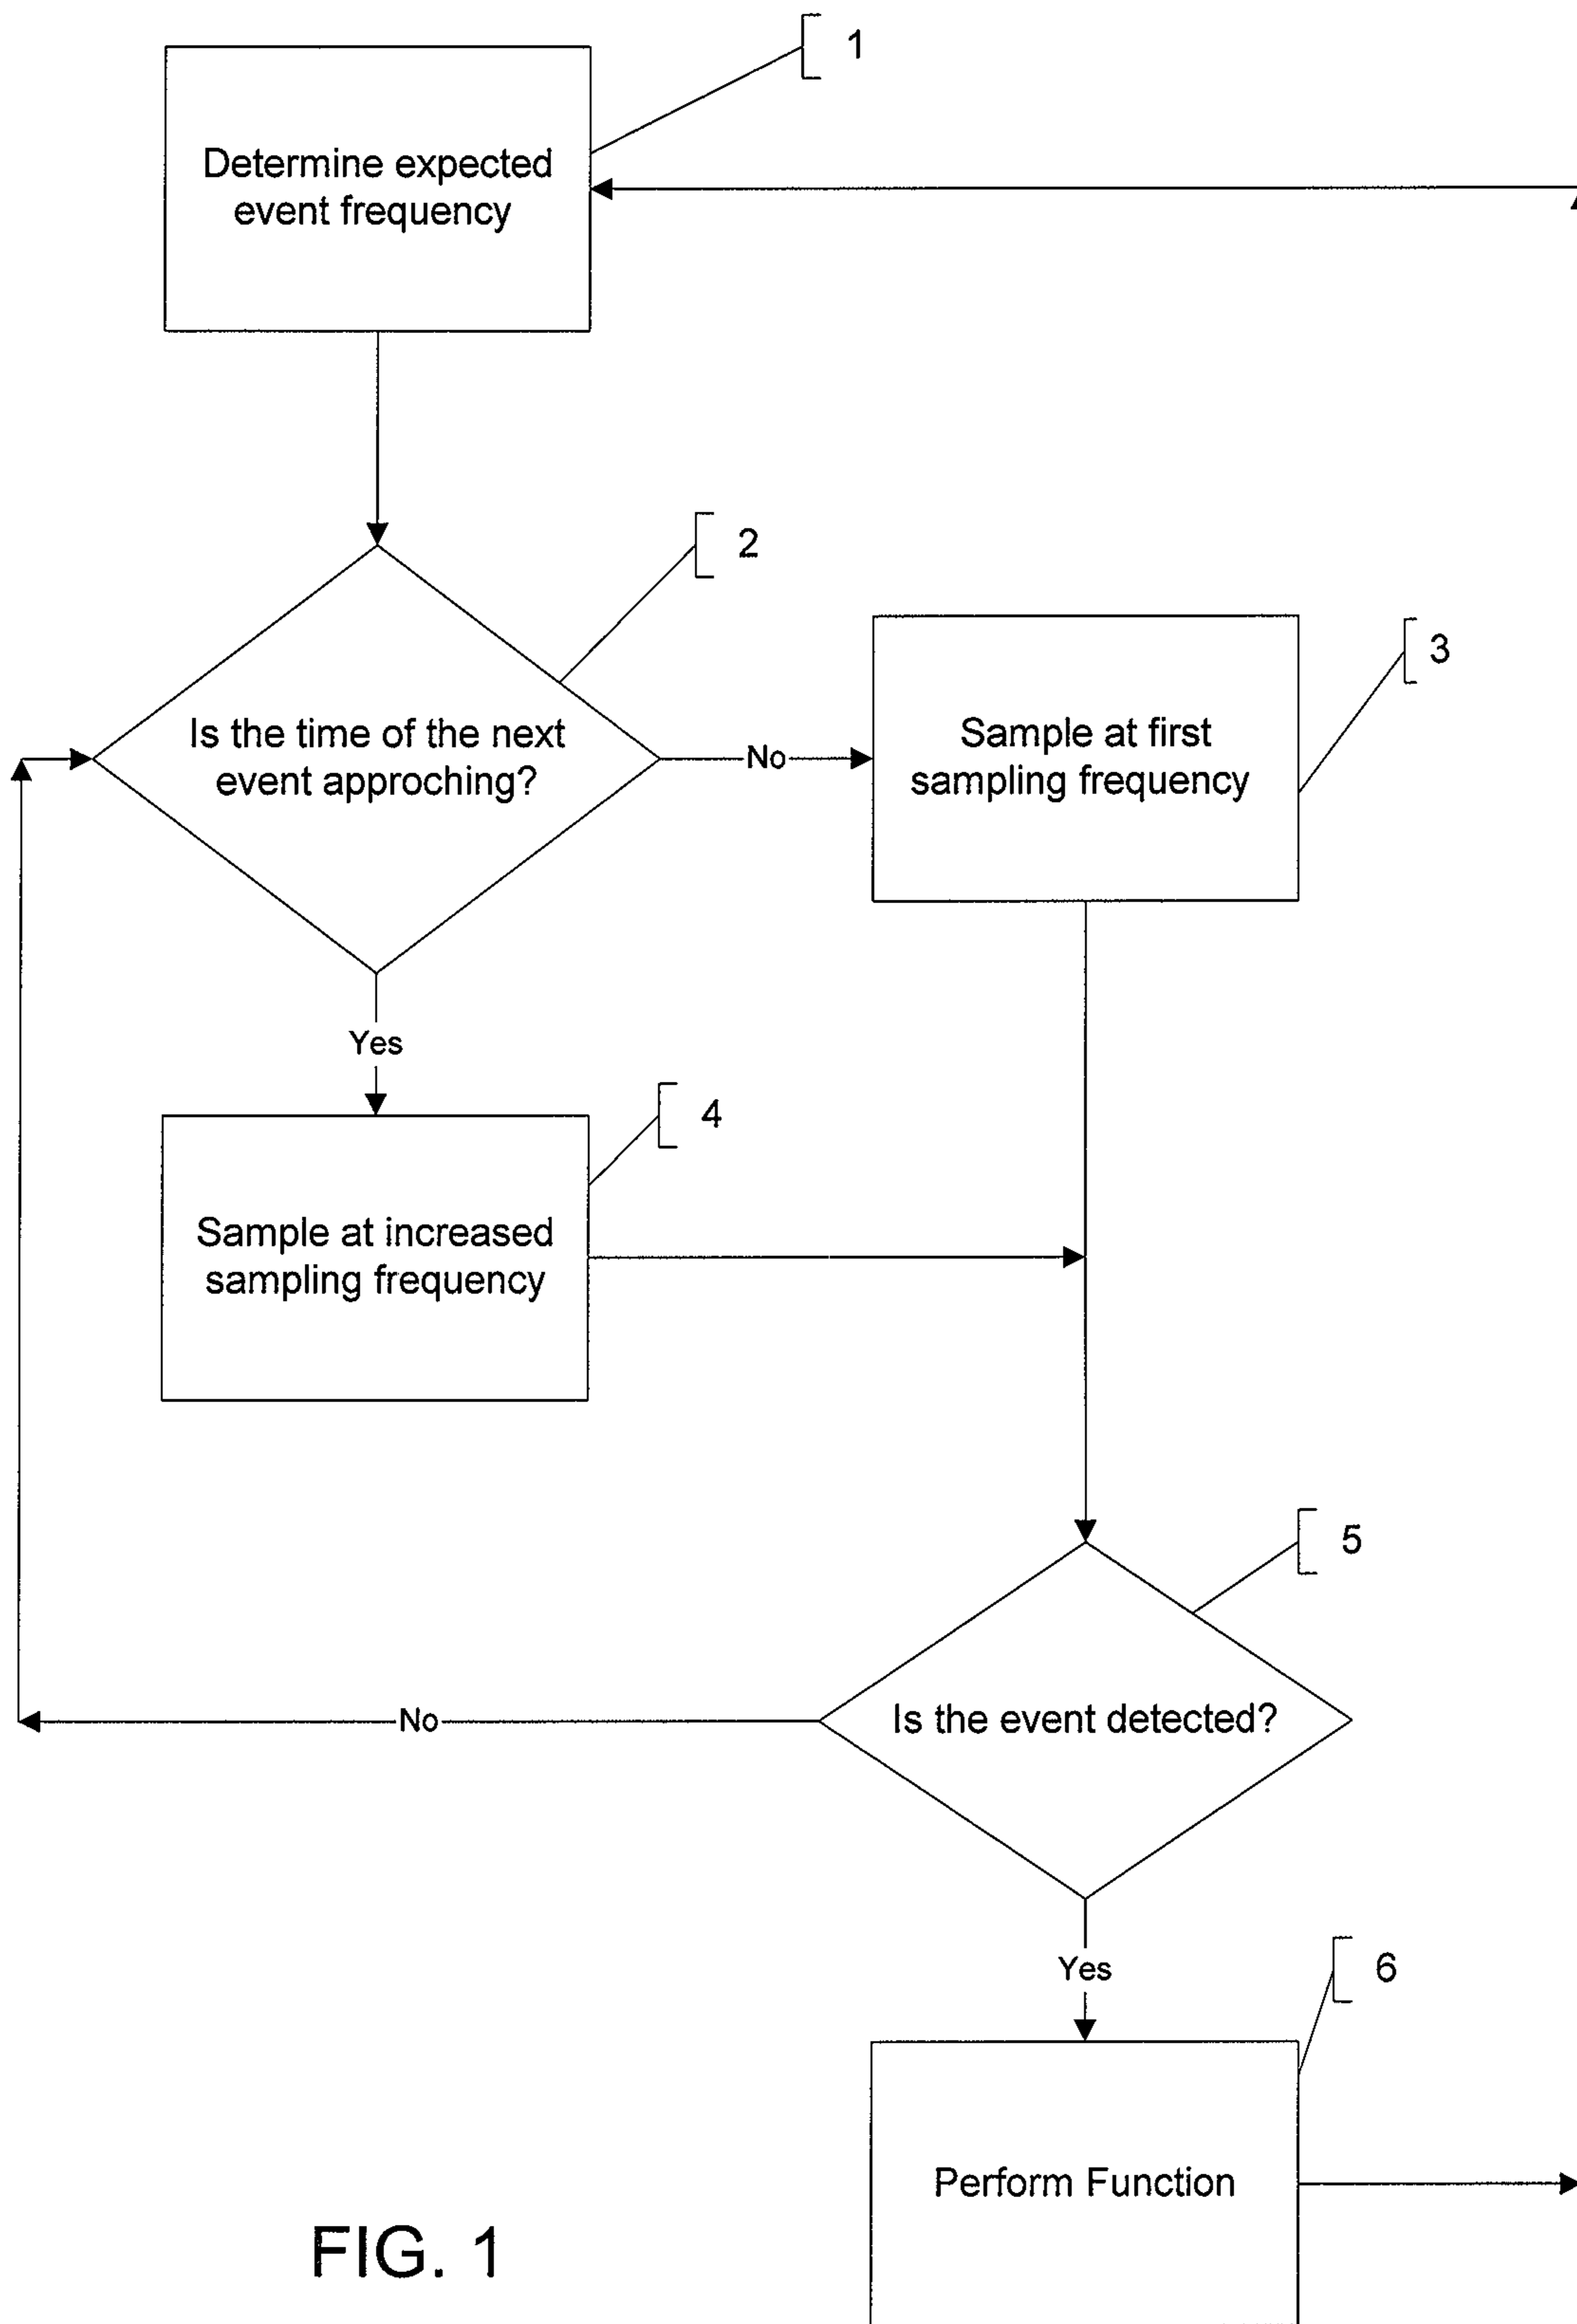 1
Determine expected
event frequency
2
Is the time of the next
event approching?
No
3
Sample at first
sampling frequency
Yes
4
Sample at increased
sampling frequency
5
Is the event detected?
No
Yes
6
Perform Function
FIG. 1